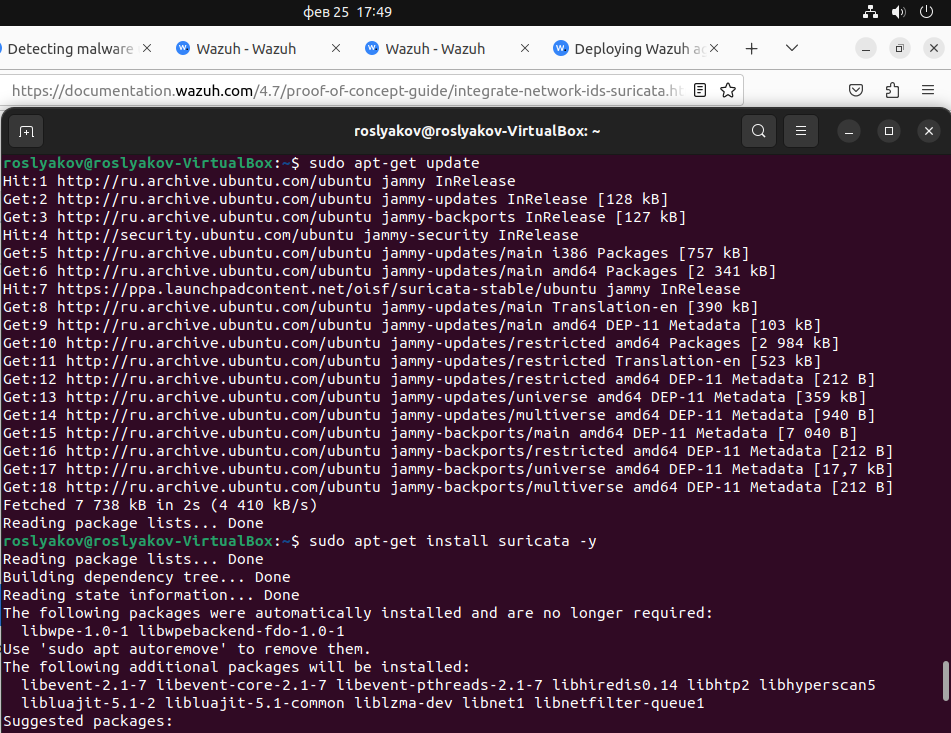 фев 25 17:49
Detecting malware
Wazuh - Wazuh
Wazuh - Wazuh
Deploying Wazuh ag
https://documentation.wazuh.com/4.7/proof-of-concept-guide/integrate-network-ids-suricata.ht
roslyakov@roslyakov-VirtualBox: ~
roslyakov@roslyakov-VirtualBox:~$ sudo apt-get update
Hit:1 http://ru.archive.ubuntu.com/ubuntu jammy InRelease
Get:2 http://ru.archive.ubuntu.com/ubuntu jammy-updates InRelease [128 kB]
Get:3 http://ru.archive.ubuntu.com/ubuntu jammy-backports InRelease [127 kB]
Hit:4 http://security.ubuntu.com/ubuntu jammy-security InRelease
Get:5 http://ru.archive.ubuntu.com/ubuntu jammy-updates/main i386 Packages [757 kB]
Get:6 http://ru.archive.ubuntu.com/ubuntu jammy-updates/main amd64 Packages [2 341 kB]
Hit:7 https://ppa.launchpadcontent.net/oisf/suricata-stable/ubuntu jammy InRelease
Get:8 http://ru.archive.ubuntu.com/ubuntu jammy-updates/main Translation-en [390 kB]
Get:9 http://ru.archive.ubuntu.com/ubuntu jammy-updates/main amd64 DEP-11 Metadata [103 kB]
Get:10 http://ru.archive.ubuntu.com/ubuntu jammy-updates/restricted amd64 Packages [2 984 kB]
Get:11 http://ru.archive.ubuntu.com/ubuntu jammy-updates/restricted Translation-en [523 kB]
Get:12 http://ru.archive.ubuntu.com/ubuntu jammy-updates/restricted amd64 DEP-11 Metadata [212 B]
Get:13 http://ru.archive.ubuntu.com/ubuntu jammy-updates/universe amd64 DEP-11 Metadata [359 kB]
Get:14 http://ru.archive.ubuntu.com/ubuntu jammy-updates/multiverse amd64 DEP-11 Metadata [940 B]
Get:15 http://ru.archive.ubuntu.com/ubuntu jammy-backports/main amd64 DEP-11 Metadata [7 040 B]
Get:16 http://ru.archive.ubuntu.com/ubuntu jammy-backports/restricted amd64 DEP-11 Metadata [212 B]
Get:17 http://ru.archive.ubuntu.com/ubuntu jammy-backports/universe amd64 DEP-11 Metadata [17,7 kB]
Get:18 http://ru.archive.ubuntu.com/ubuntu jammy-backports/multiverse amd64 DEP-11 Metadata [212 B]
Fetched 7 738 kB in 2s (4 410 kB/s)
Reading package lists... Done
roslyakov@roslyakov-VirtualBox:~$ sudo apt-get install suricata -y
Reading package lists... Done
Building dependency tree... Done
Reading state information... Done
The following packages were automatically installed and are no longer required:
  libwpe-1.0-1 libwpebackend-fdo-1.0-1
Use 'sudo apt autoremove' to remove them.
The following additional packages will be installed:
  libevent-2.1-7 libevent-core-2.1-7 libevent-pthreads-2.1-7 libhiredis0.14 libhtp2 libhyperscan5
  libluajit-5.1-2 libluajit-5.1-common liblzma-dev libnet1 libnetfilter-queue1
Suggested packages: